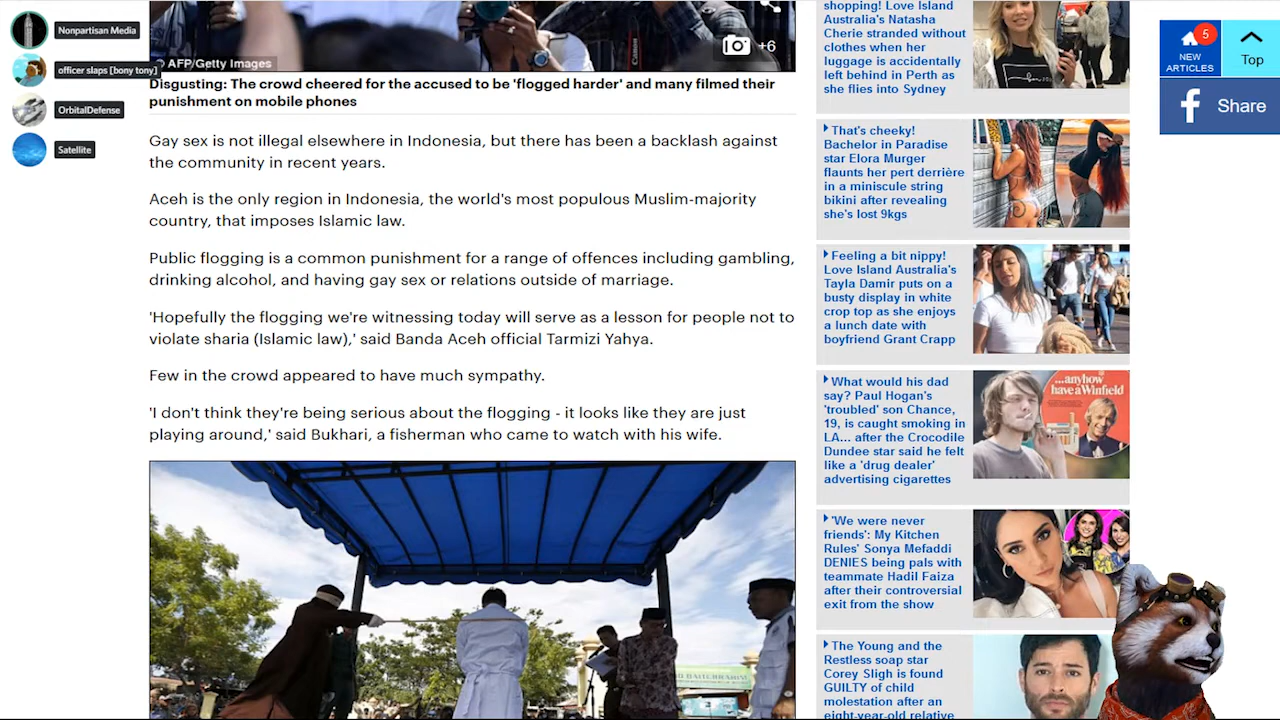 Nonpartisan Media
officer slaps [bony tony]
OrbitalDefense
Satellite
© AFP/Getty Images
+6
Disgusting: The crowd cheered for the accused to be 'flogged harder' and many filmed their
punishment on mobile phones
Gay sex is not illegal elsewhere in Indonesia, but there has been a backlash against
the community in recent years.
Aceh is the only region in Indonesia, the world's most populous Muslim-majority
country, that imposes Islamic law.
Public flogging is a common punishment for a range of offences including gambling,
drinking alcohol, and having gay sex or relations outside of marriage.
'Hopefully the flogging we're witnessing today will serve as a lesson for people not to
violate sharia (Islamic law),' said Banda Aceh official Tarmizi Yahya.
Few in the crowd appeared to have much sympathy.
'I don't think they're being serious about the flogging - it looks like they are just
playing around,' said Bukhari, a fisherman who came to watch with his wife.
shopping! Love Island
Australia's Natasha
Cherie stranded without
clothes when her
luggage is accidentally
left behind in Perth as
she flies into Sydney
That's cheeky!
Bachelor in Paradise
star Elora Murger
flaunts her pert derrière
in a miniscule string
bikini after revealing
she's lost 9kgs
Feeling a bit nippy!
Love Island Australia's
Tayla Damir puts on a
busty display in white
crop top as she enjoys
a lunch date with
boyfriend Grant Crapp
What would his dad
say? Paul Hogan's
'troubled' son Chance,
19, is caught smoking in
LA... after the Crocodile
Dundee star said he felt
like a 'drug dealer'
advertising cigarettes
...anyhow
have a Winfield
'We were never
friends': My Kitchen
Rules' Sonya Mefaddi
DENIES being pals with
teammate Hadil Faiza
after their controversial
exit from the show
The Young and the
Restless soap star
Corey Sligh is found
GUILTY of child
molestation after an
eight-year-old relative
5
NEW
ARTICLES
Top
Share
Canon